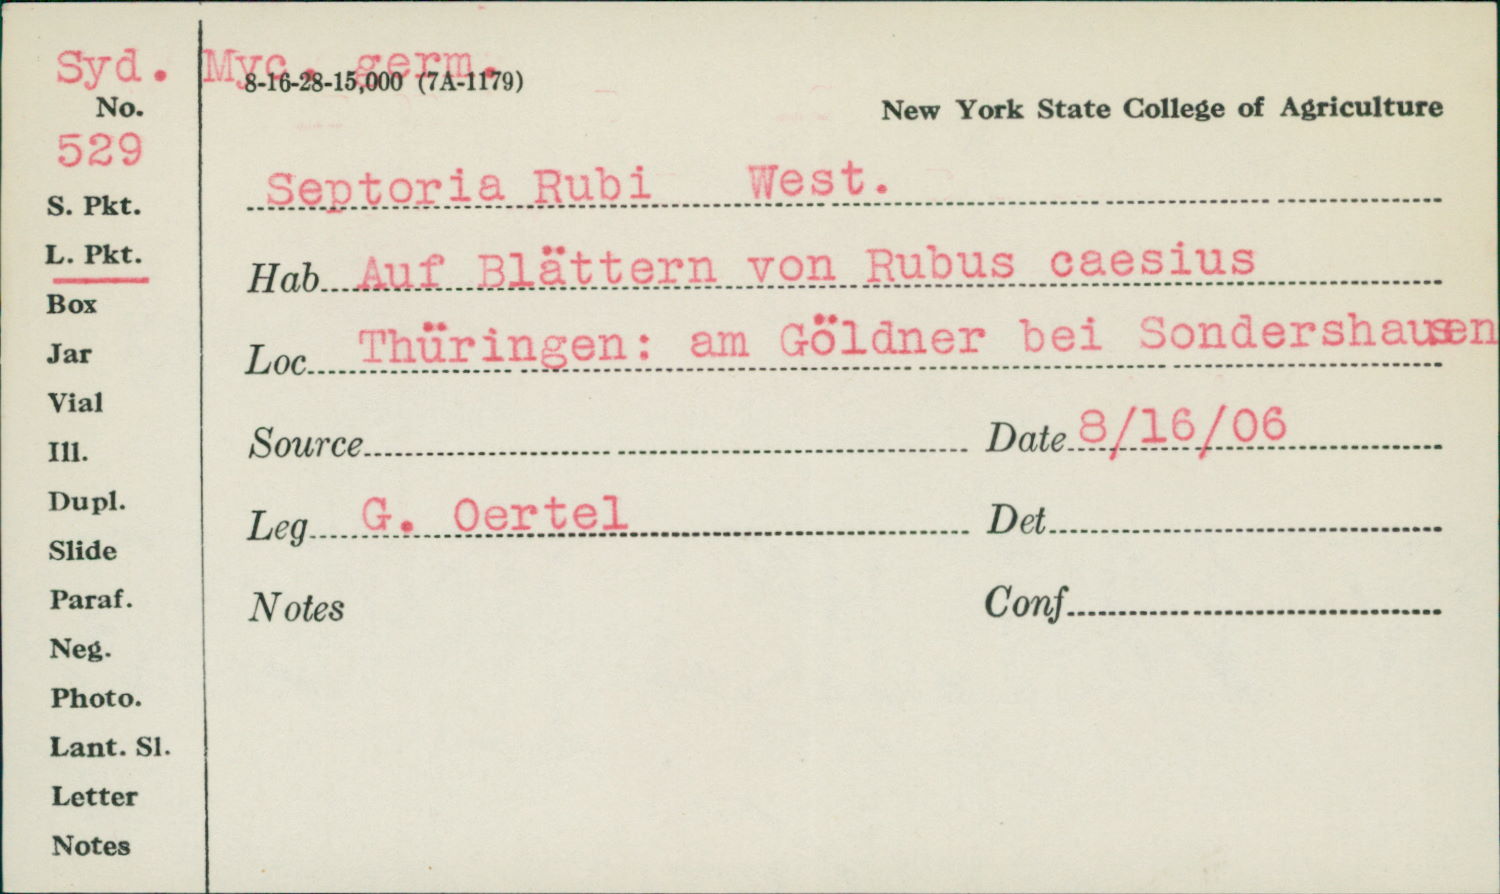 Syd. Myc. germ.
8-16-28-15,000 (7A-1179)
No.
New York State College of Agriculture
529
Septoria Rubi West.
S. Pkt.
L. Pkt.
Hab. Auf Blättern von Rubus caesius
Box
Loc. Thüringen: am Göldner bei Sondershausen
Jar
Vial
Source Date 8/16/06
Ill.
Dupl.
Leg. G. Oertel Det.
Slide
Paraf.
Notes Conf.
Neg.
Photo.
Lant. Sl.
Letter
Notes